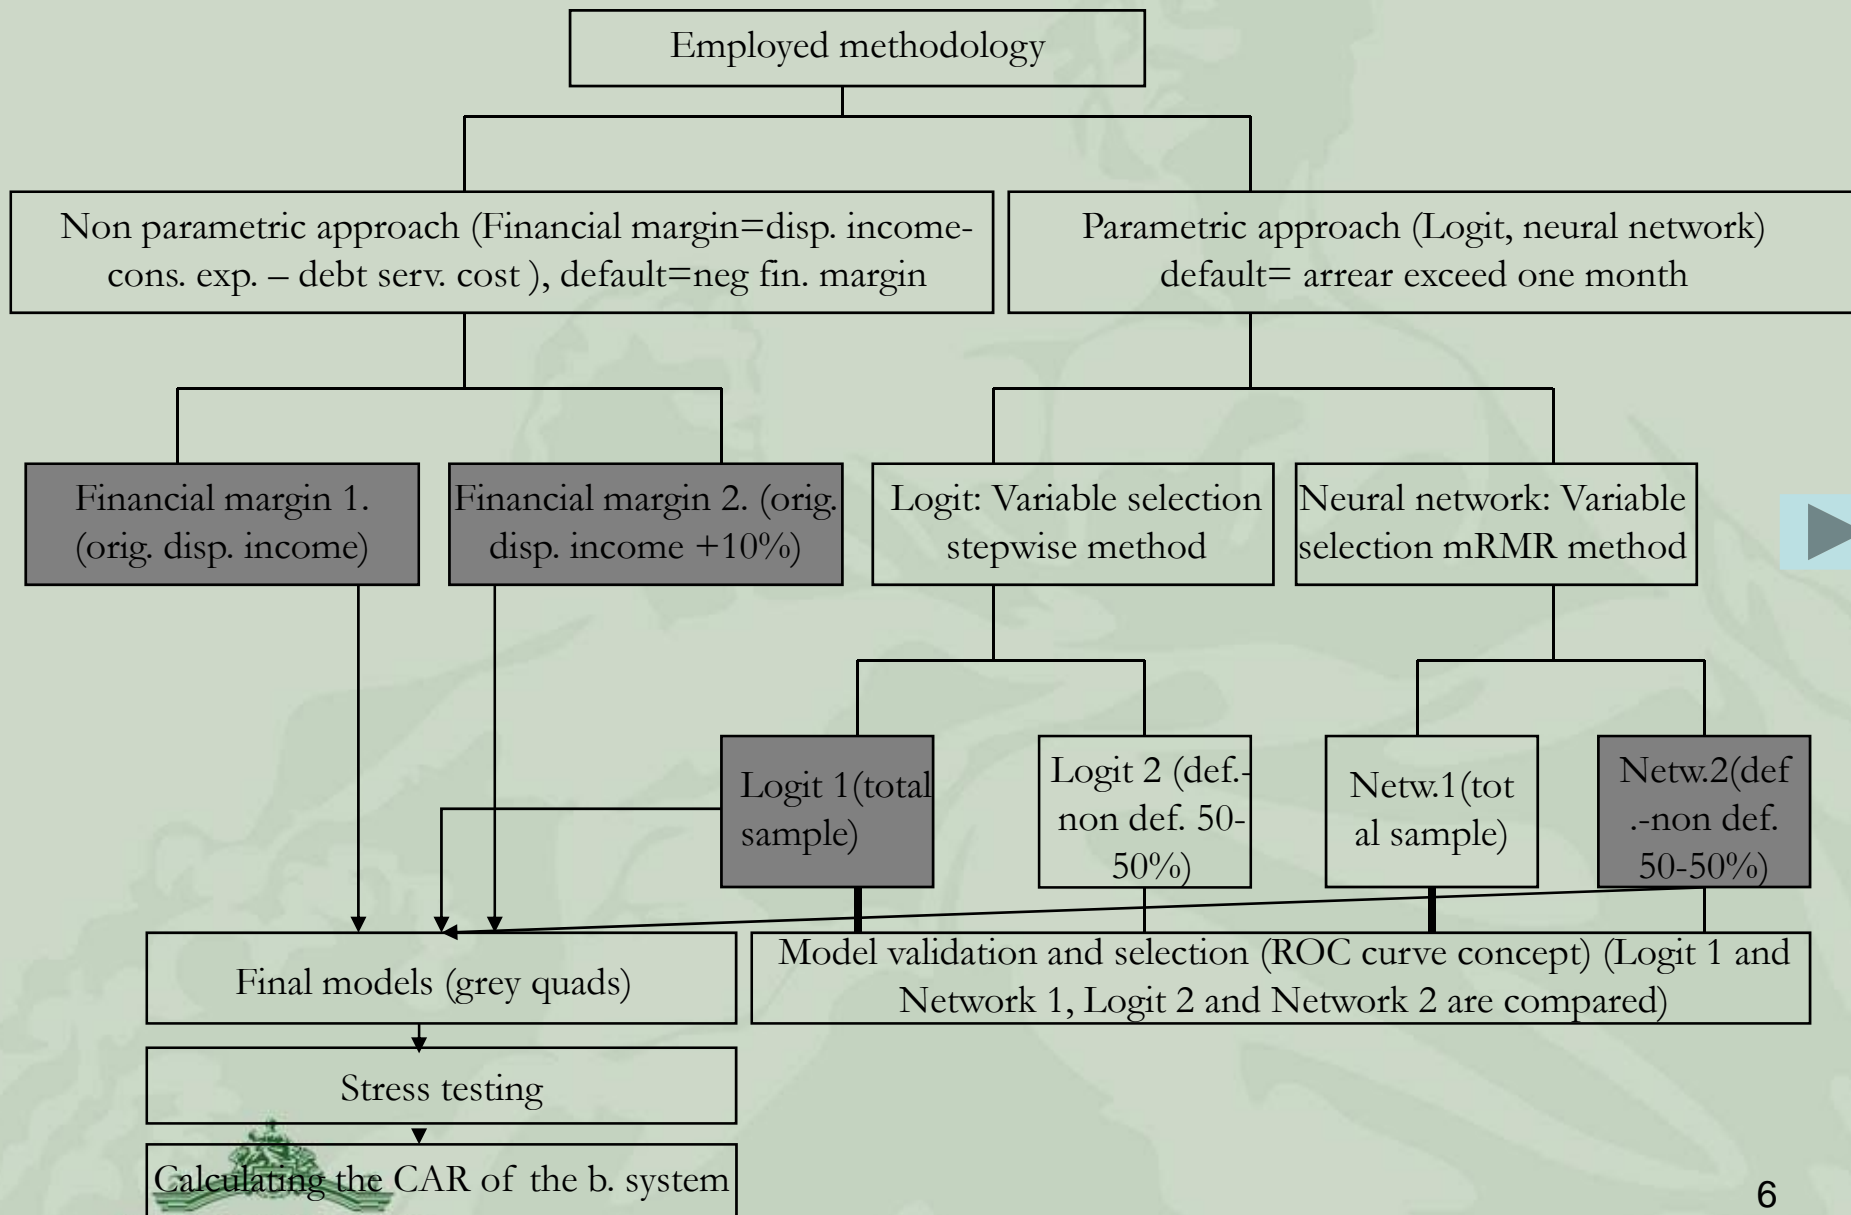 Employed methodology
Non parametric approach (Financial margin=disp. income-
cons. exp. – debt serv. cost ), default=neg fin. margin
Parametric approach (Logit, neural network)
default= arrear exceed one month
Financial margin 1.
(orig. disp. income)
Financial margin 2. (orig.
disp. income +10%)
Logit: Variable selection
stepwise method
Neural network: Variable
selection mRMR method
Logit 1(total
sample)
Logit 2 (def.-
non def. 50-
50%)
Netw.1(tot
al sample)
Netw.2(def
.-non def.
50-50%)
Final models (grey quads)
Model validation and selection (ROC curve concept) (Logit 1 and
Network 1, Logit 2 and Network 2 are compared)
Stress testing
Calculating the CAR of the b. system
6